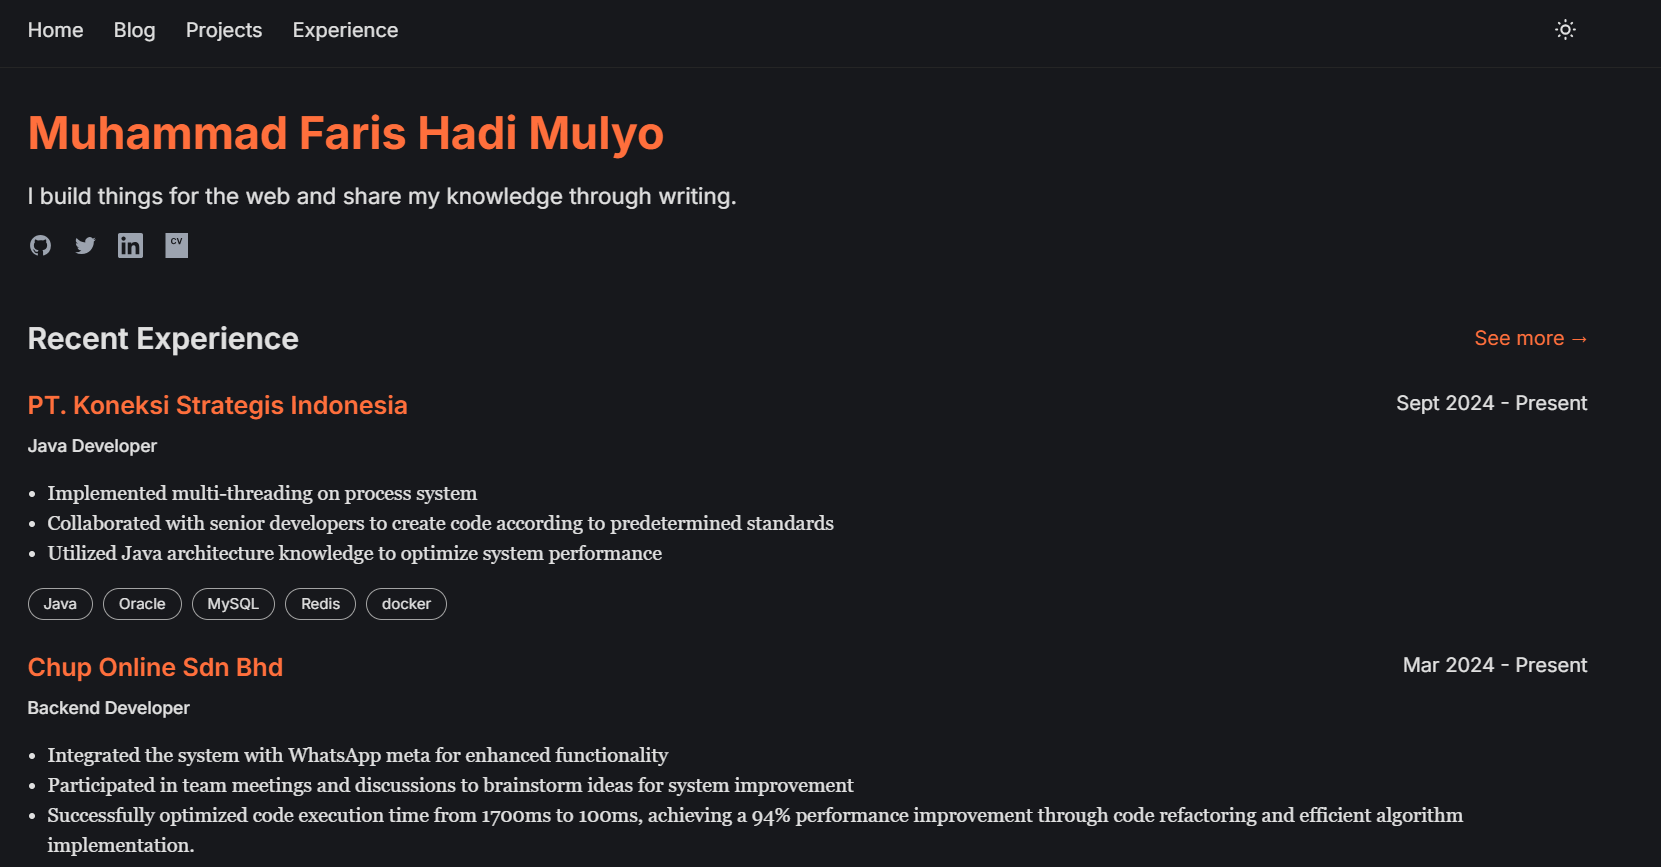 Home Blog Projects Experience
Muhammad Faris Hadi Mulyo
I build things for the web and share my knowledge through writing.
CV
Recent Experience See more →
PT. Koneksi Strategis Indonesia Sept 2024 - Present
Java Developer
• Implemented multi-threading on process system
• Collaborated with senior developers to create code according to predetermined standards
• Utilized Java architecture knowledge to optimize system performance
Java Oracle MySQL Redis docker
Chup Online Sdn Bhd Mar 2024 - Present
Backend Developer
• Integrated the system with WhatsApp meta for enhanced functionality
• Participated in team meetings and discussions to brainstorm ideas for system improvement
• Successfully optimized code execution time from 1700ms to 100ms, achieving a 94% performance improvement through code refactoring and efficient algorithm
implementation.